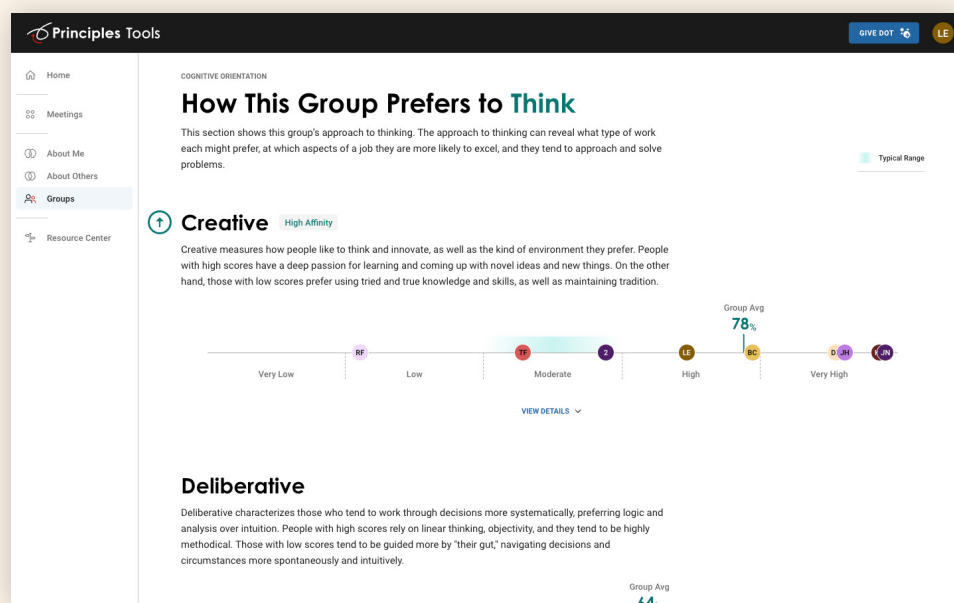 Principles Tools
GIVE DOT
LE
Home
Meetings
About Me
About Others
Groups
Resource Center
COGNITIVE ORIENTATION
How This Group Prefers to Think
This section shows this group's approach to thinking. The approach to thinking can reveal what type of work
each might prefer, at which aspects of a job they are more likely to excel, and they tend to approach and solve
problems.
Typical Range
Creative High Affinity
Creative measures how people like to think and innovate, as well as the kind of environment they prefer. People
with high scores have a deep passion for learning and coming up with novel ideas and new things. On the other
hand, those with low scores prefer using tried and true knowledge and skills, as well as maintaining tradition.
Group Avg
78%
RF TF 2 LE BC D JH JN
Very Low Low Moderate High Very High
VIEW DETAILS
Deliberative
Deliberative characterizes those who tend to work through decisions more systematically, preferring logic and
analysis over intuition. People with high scores rely on linear thinking, objectivity, and they tend to be highly
methodical. Those with low scores tend to be guided more by "their gut," navigating decisions and
circumstances more spontaneously and intuitively.
Group Avg
64%